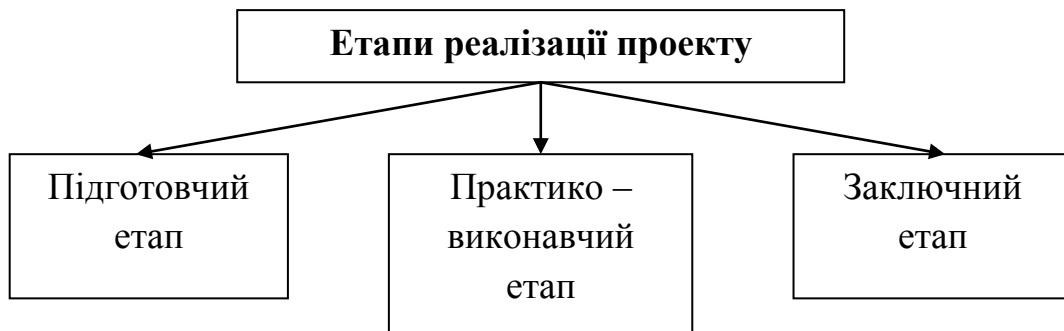 Етапи реалізації проекту
Підготовчий
етап
Практико –
виконавчий
етап
Заключний
етап